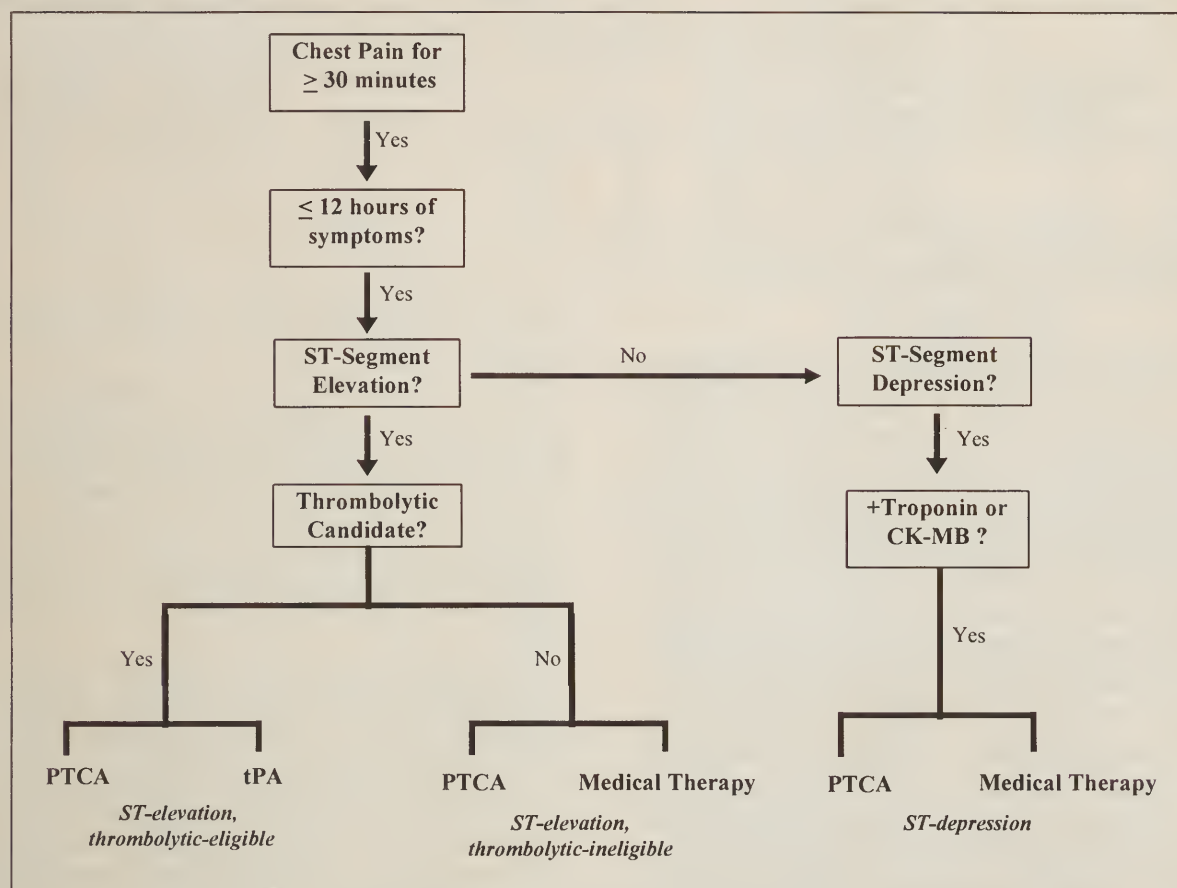 Chest Pain for
≥ 30 minutes
Yes
≤ 12 hours of
symptoms?
Yes
ST-Segment
Elevation?
No
ST-Segment
Depression?
Yes
Yes
Thrombolytic
Candidate?
+Troponin or
CK-MB ?
Yes
No
Yes
PTCA
tPA
PTCA
Medical Therapy
PTCA
Medical Therapy
ST-elevation,
thrombolytic-eligible
ST-elevation,
thrombolytic-ineligible
ST-depression